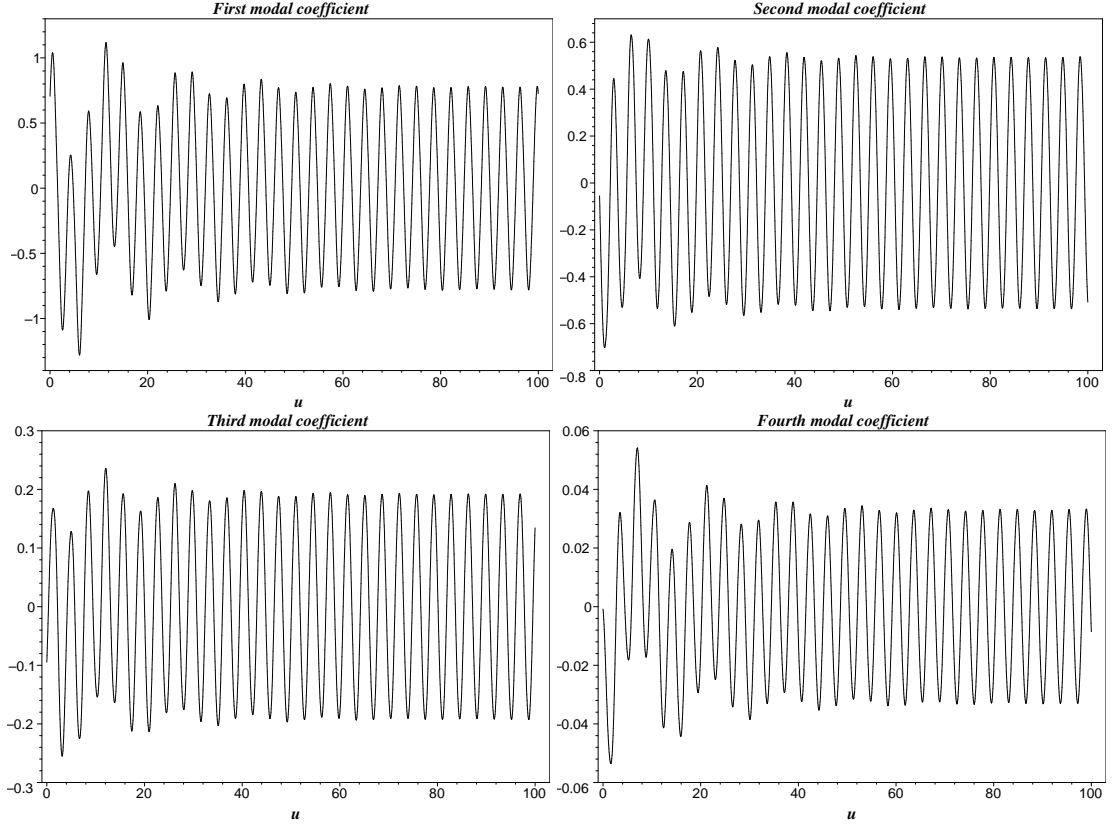 First modal coefficient
1
0.5
0
−0.5
−1
0 20 40 60 80 100
u
Second modal coefficient
0.6
0.4
0.2
0
−0.2
−0.4
−0.6
−0.8
0 20 40 60 80 100
u
Third modal coefficient
0.3
0.2
0.1
0
−0.1
−0.2
−0.3
0 20 40 60 80 100
u
Fourth modal coefficient
0.06
0.04
0.02
0
−0.02
−0.04
−0.06
0 20 40 60 80 100
u